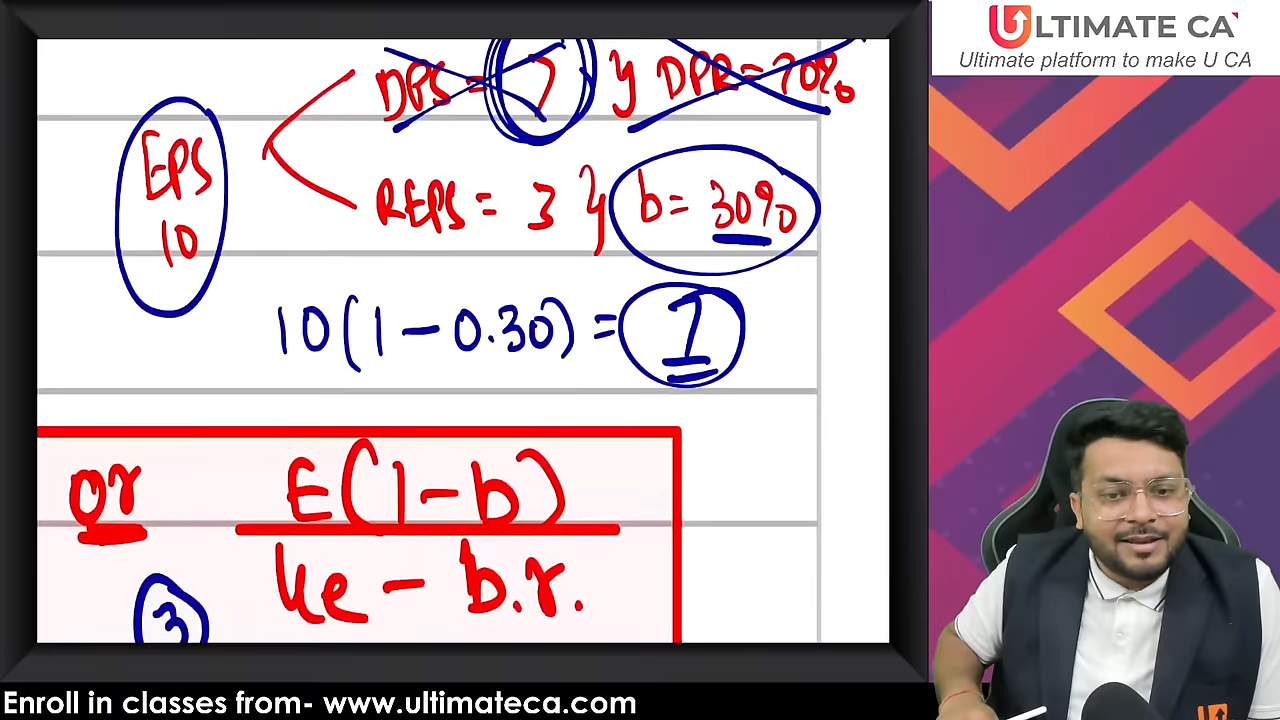 DPS = 7 } DPR = 70%
EPS
10
REPS = 3 } b = 30%
10(1 - 0.30) = 7
or E(1 - b)
ke - b.r.
3
ULTIMATE CA
Ultimate platform to make U CA
Enroll in classes from- www.ultimateca.com